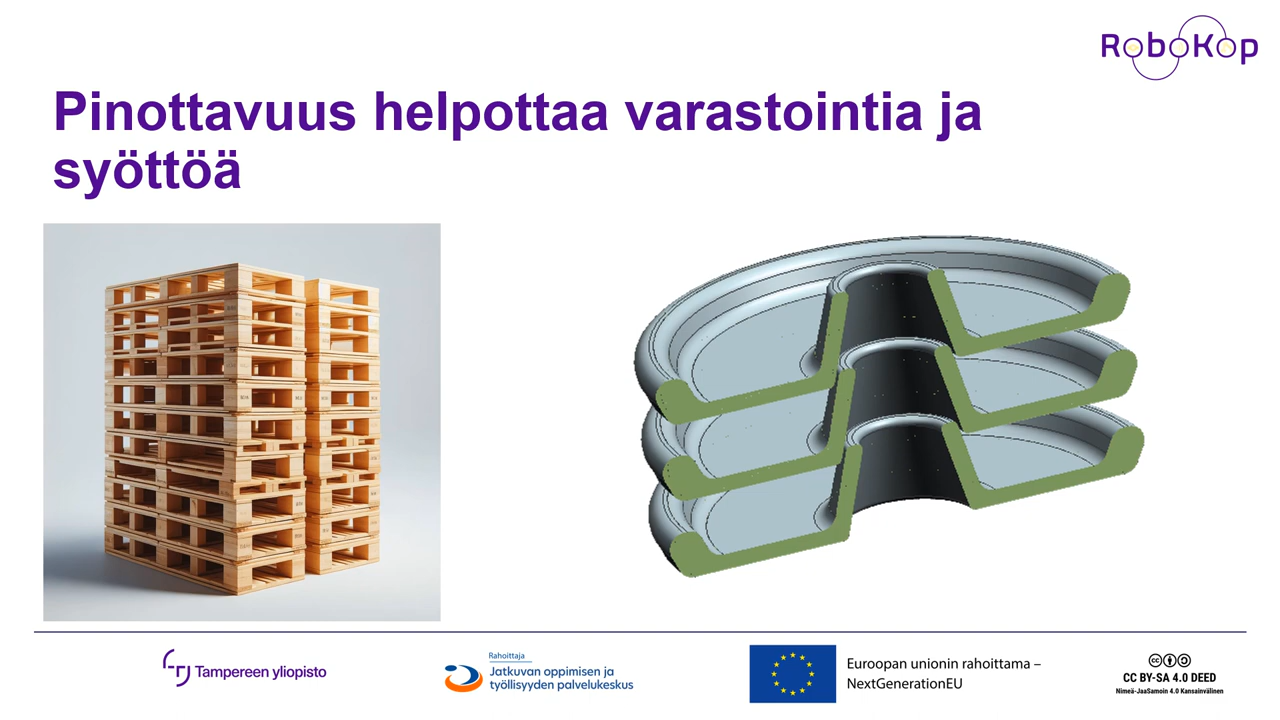 RoboKop
Pinottavuus helpottaa varastointia ja
syöttöä
Tampereen yliopisto
Rahoittaja
Jatkuvan oppimisen ja
työllisyyden palvelukeskus
Euroopan unionin rahoittama –
NextGenerationEU
CC BY-SA 4.0 DEED
Nimeä-JaaSamoin 4.0 Kansainvälinen